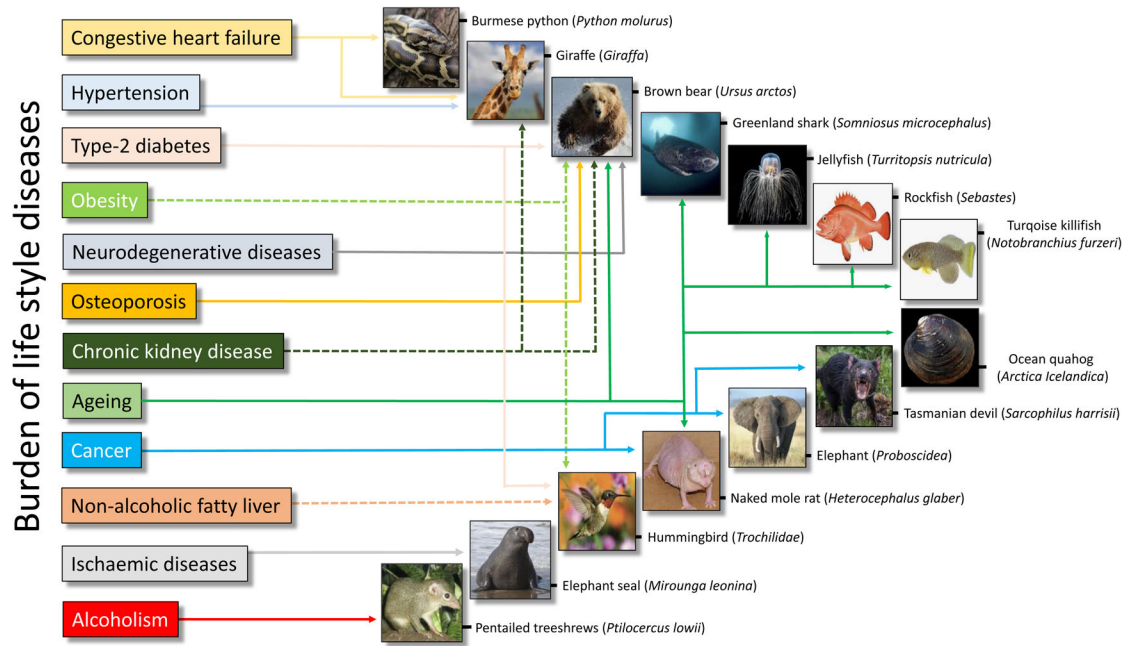 Burden of life style diseases
Congestive heart failure
Hypertension
Type-2 diabetes
Obesity
Neurodegenerative diseases
Osteoporosis
Chronic kidney disease
Ageing
Cancer
Non-alcoholic fatty liver
Ischaemic diseases
Alcoholism
Burmese python (Python molurus)
Giraffe (Giraffa)
Brown bear (Ursus arctos)
Greenland shark (Somniosus microcephalus)
Jellyfish (Turritopsis nutricula)
Rockfish (Sebastes)
Turqoise killifish
(Notobranchius furzeri)
Ocean quahog
(Arctica Icelandica)
Tasmanian devil (Sarcophilus harrisii)
Elephant (Proboscidea)
Naked mole rat (Heterocephalus glaber)
Hummingbird (Trochilidae)
Elephant seal (Mirounga leonina)
Pentailed treeshrews (Ptilocercus lowii)